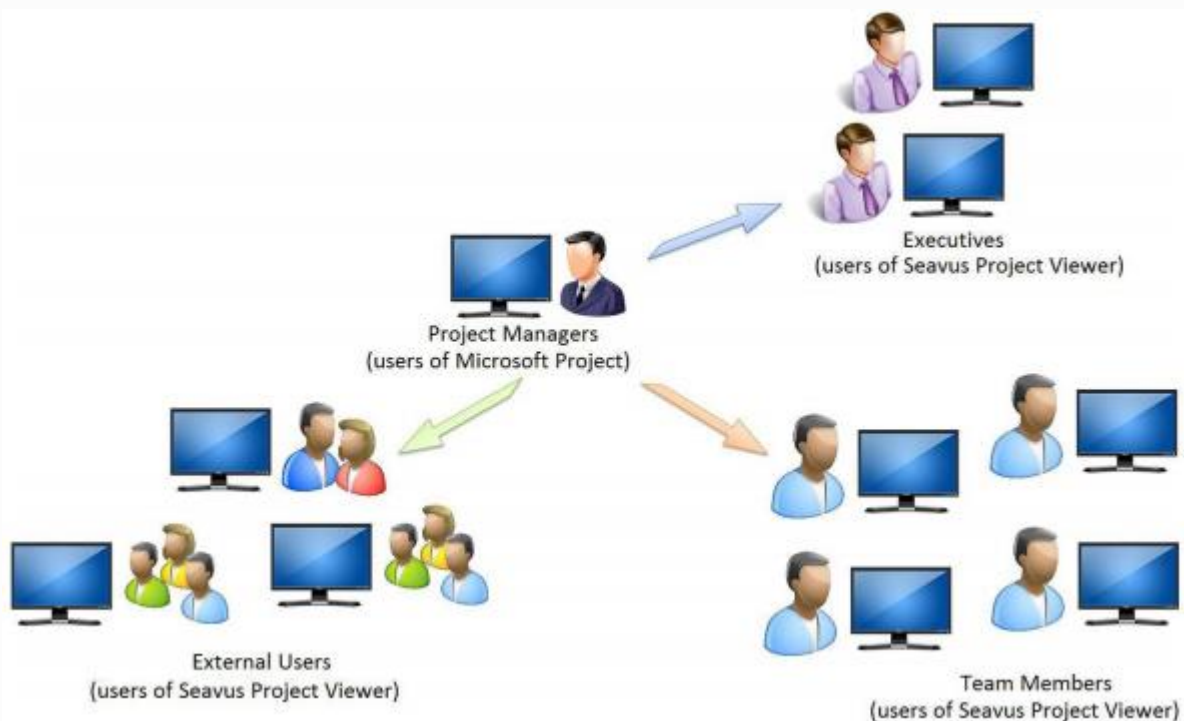 Executives
(users of Seavus Project Viewer)
Project Managers
(users of Microsoft Project)
External Users
(users of Seavus Project Viewer)
Team Members
(users of Seavus Project Viewer)